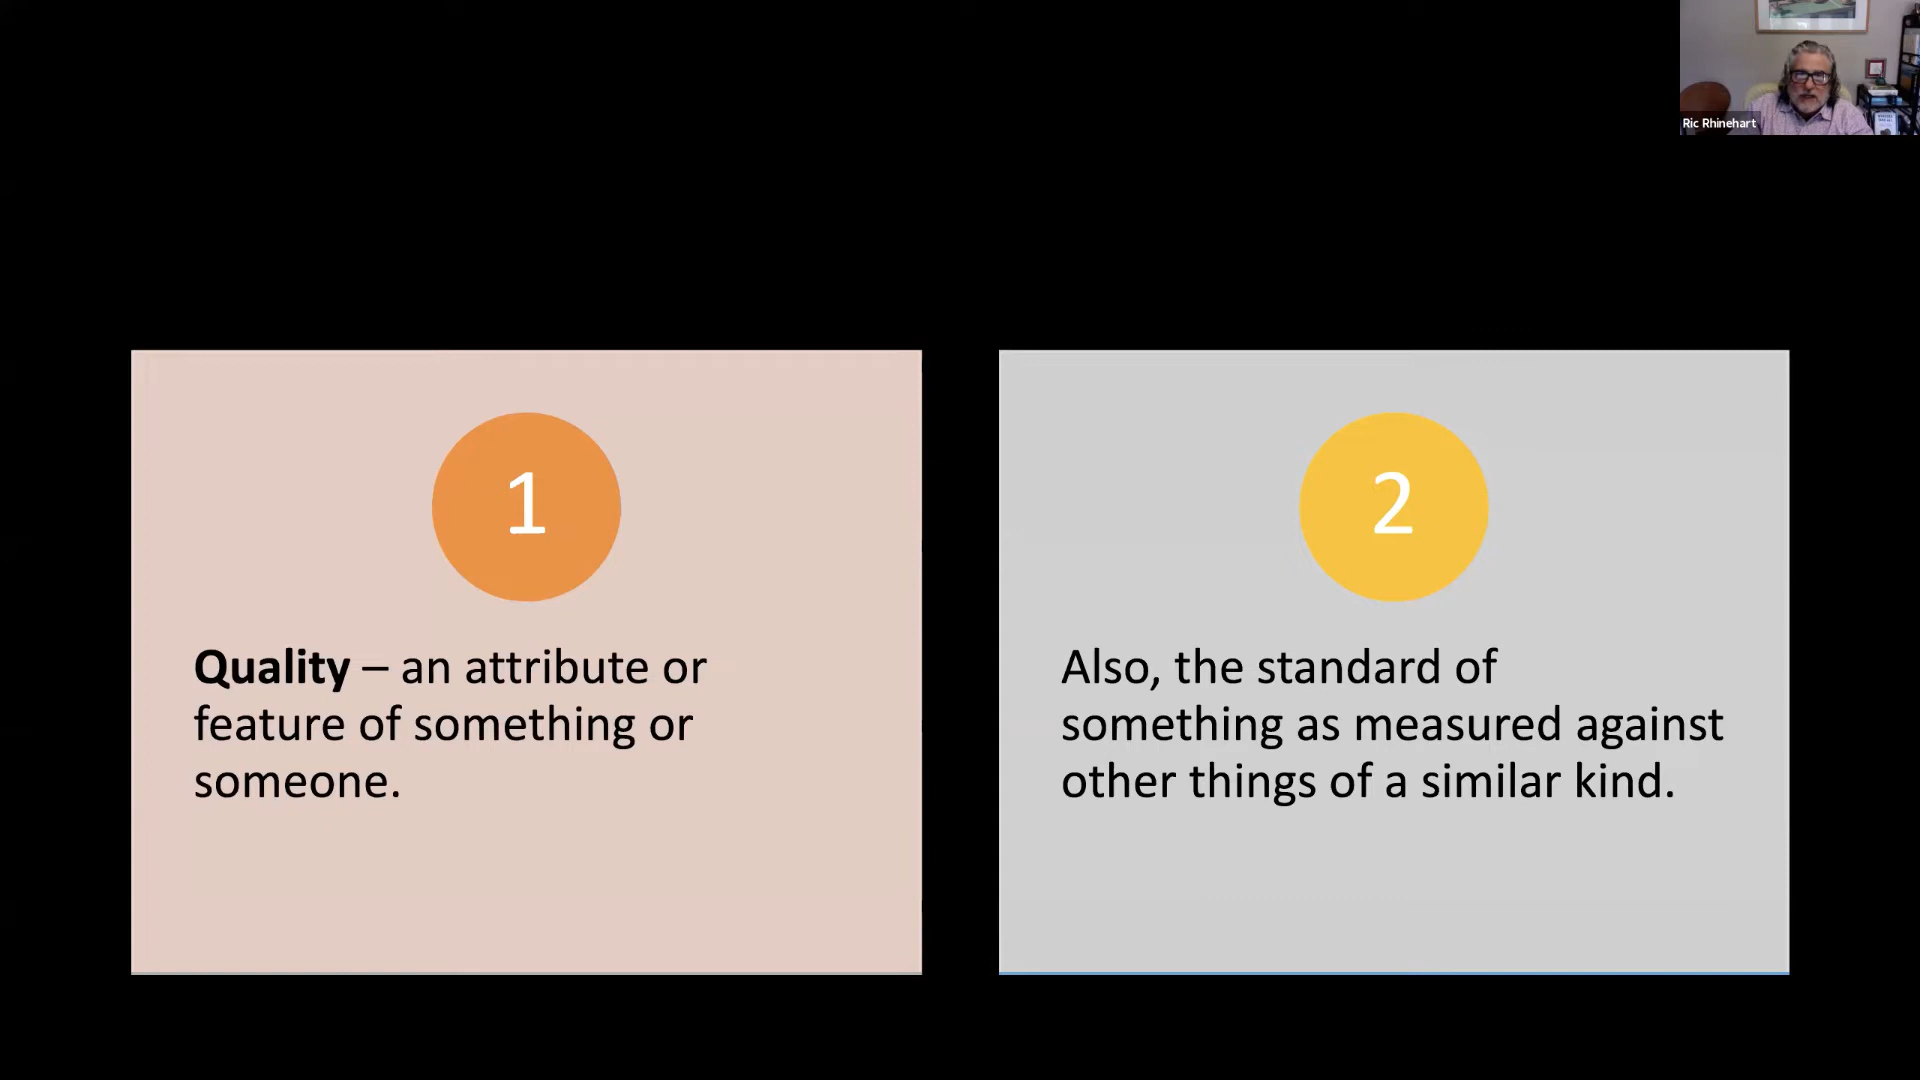 Ric Rhinehart
1
Quality – an attribute or
feature of something or
someone.
2
Also, the standard of
something as measured against
other things of a similar kind.